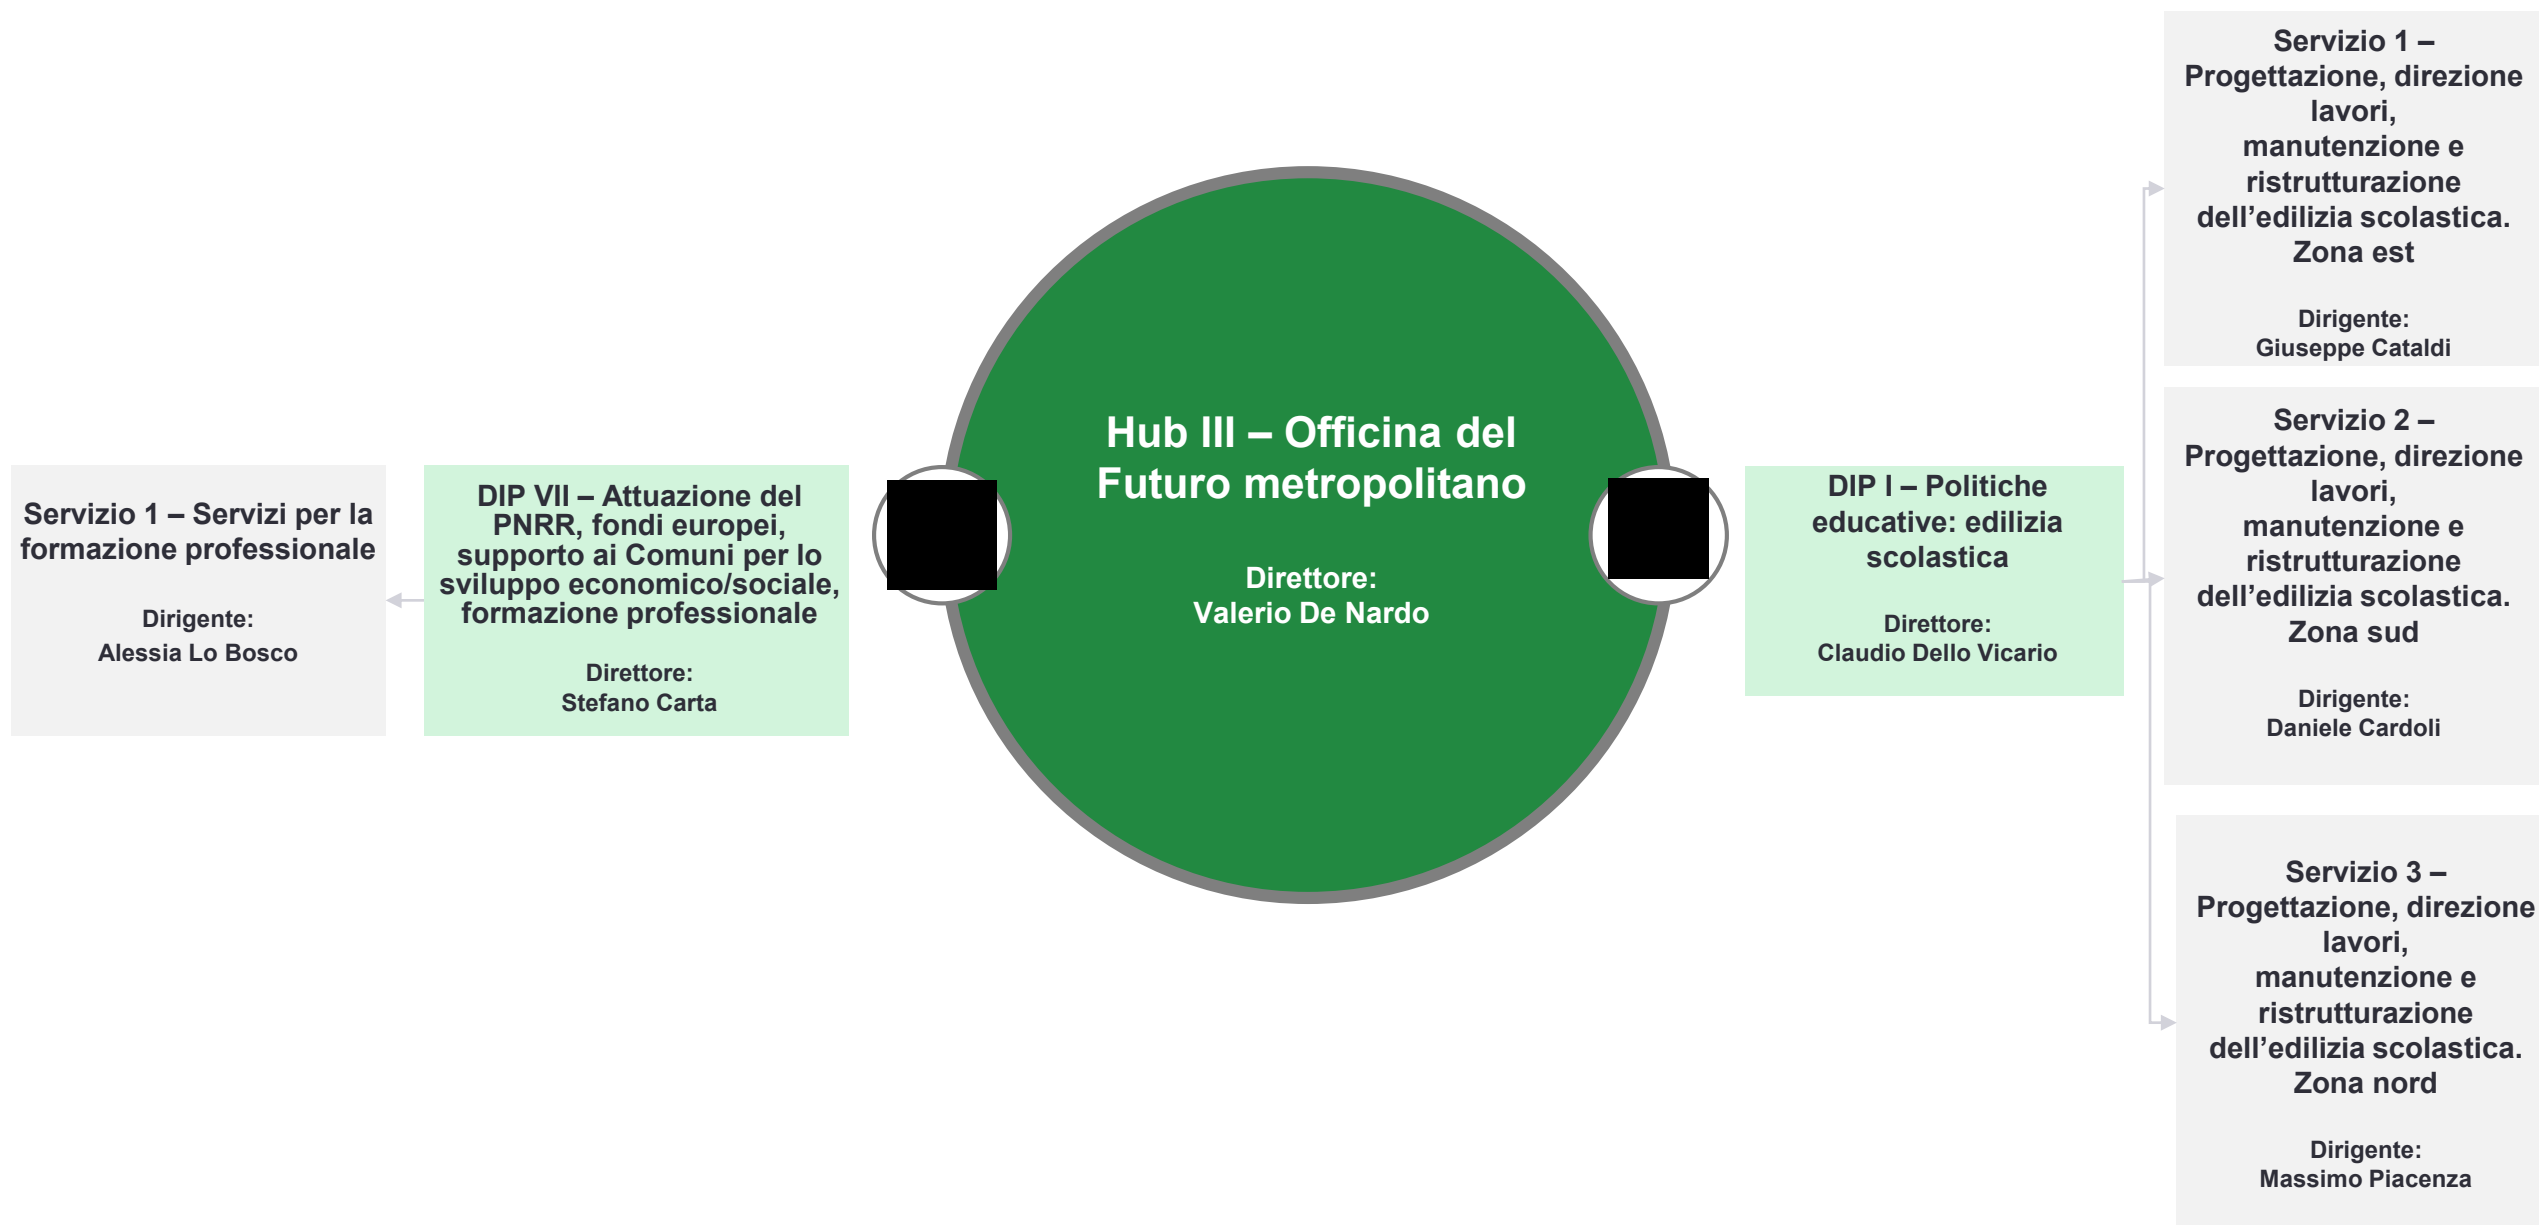 Servizio 1 – Servizi per la
formazione professionale
Dirigente:
Alessia Lo Bosco
DIP VII – Attuazione del
PNRR, fondi europei,
supporto ai Comuni per lo
sviluppo economico/sociale,
formazione professionale
Direttore:
Stefano Carta
Hub III – Officina del
Futuro metropolitano
Direttore:
Valerio De Nardo
DIP I – Politiche
educative: edilizia
scolastica
Direttore:
Claudio Dello Vicario
Servizio 1 –
Progettazione, direzione
lavori,
manutenzione e
ristrutturazione
dell’edilizia scolastica.
Zona est
Dirigente:
Giuseppe Cataldi
Servizio 2 –
Progettazione, direzione
lavori,
manutenzione e
ristrutturazione
dell’edilizia scolastica.
Zona sud
Dirigente:
Daniele Cardoli
Servizio 3 –
Progettazione, direzione
lavori,
manutenzione e
ristrutturazione
dell’edilizia scolastica.
Zona nord
Dirigente:
Massimo Piacenza